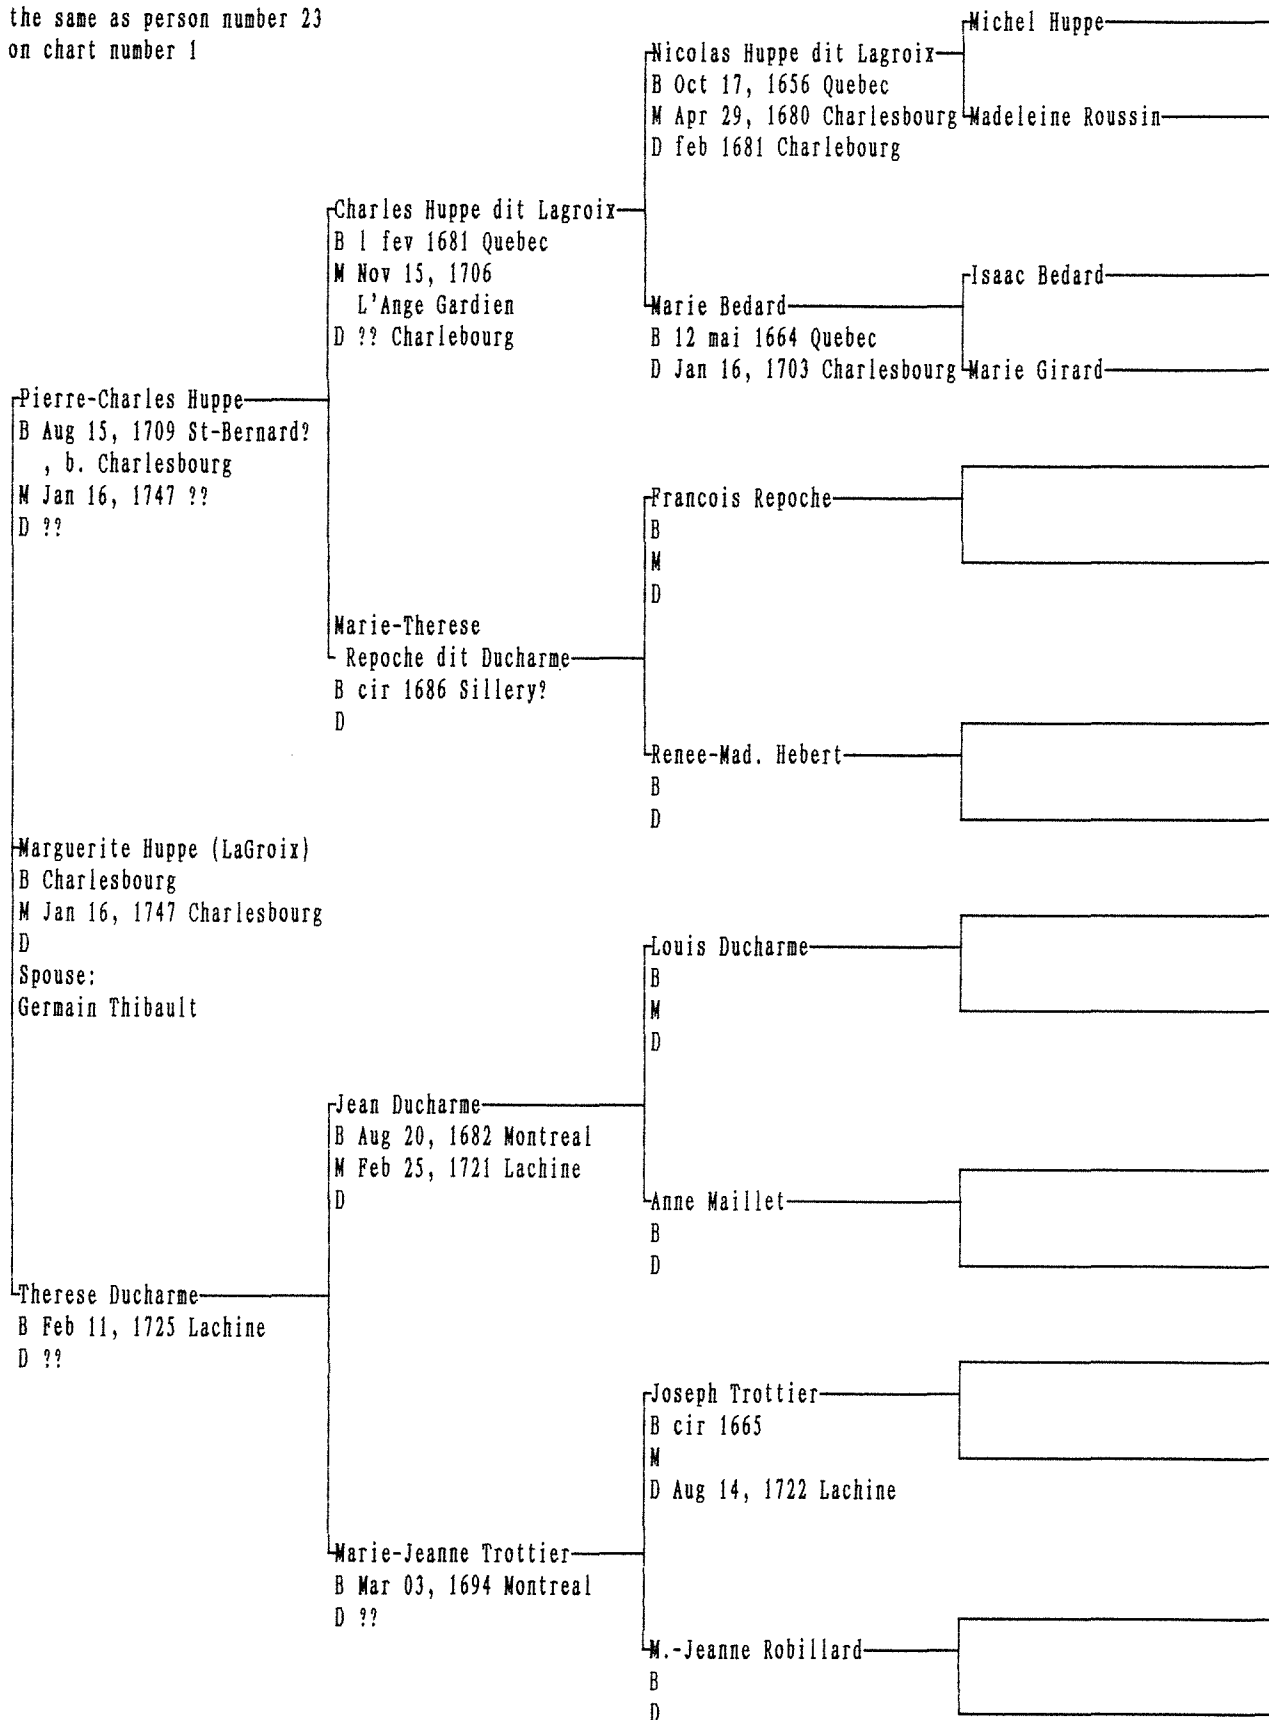 the same as person number 23
on chart number 1
Michel Huppe
Nicolas Huppe dit Lagroix
B Oct 17, 1656 Quebec
M Apr 29, 1680 Charlesbourg
Madeleine Roussin
D feb 1681 Charlebourg
Charles Huppe dit Lagroix
B 1 fev 1681 Quebec
M Nov 15, 1706
L'Ange Gardien
D ?? Charlebourg
Isaac Bedard
Marie Bedard
B 12 mai 1664 Quebec
D Jan 16, 1703 Charlesbourg
Marie Girard
Pierre-Charles Huppe
B Aug 15, 1709 St-Bernard?
, b. Charlesbourg
M Jan 16, 1747 ??
D ??
Francois Repoche
B
M
D
Marie-Therese
Repoche dit Ducharme
B cir 1686 Sillery?
D
Renee-Mad. Hebert
B
D
Marguerite Huppe (LaGroix)
B Charlesbourg
M Jan 16, 1747 Charlesbourg
D
Spouse:
Germain Thibault
Louis Ducharme
B
M
D
Jean Ducharme
B Aug 20, 1682 Montreal
M Feb 25, 1721 Lachine
D
Anne Maillet
B
D
Therese Ducharme
B Feb 11, 1725 Lachine
D ??
Joseph Trottier
B cir 1665
M
D Aug 14, 1722 Lachine
Marie-Jeanne Trottier
B Mar 03, 1694 Montreal
D ??
M.-Jeanne Robillard
B
D